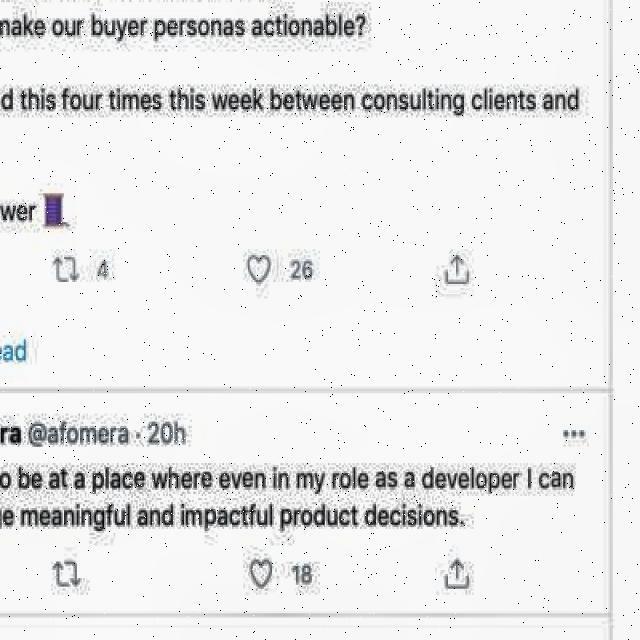 make our buyer personas actionable?
d this four times this week between consulting clients and
wer
4 26
ead
ra @afomera · 20h
o be at a place where even in my role as a developer I can
e meaningful and impactful product decisions.
18